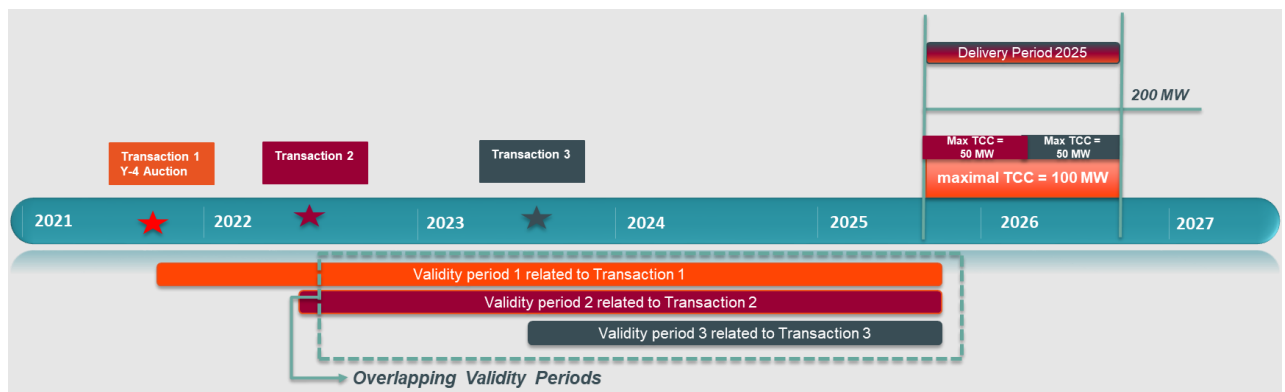 Delivery Period 2025
200 MW
Transaction 1
Y-4 Auction
Transaction 2
Transaction 3
Max TCC =
50 MW
Max TCC =
50 MW
maximal TCC = 100 MW
2021
2022
2023
2024
2025
2026
2027
Validity period 1 related to Transaction 1
Validity period 2 related to Transaction 2
Validity period 3 related to Transaction 3
Overlapping Validity Periods